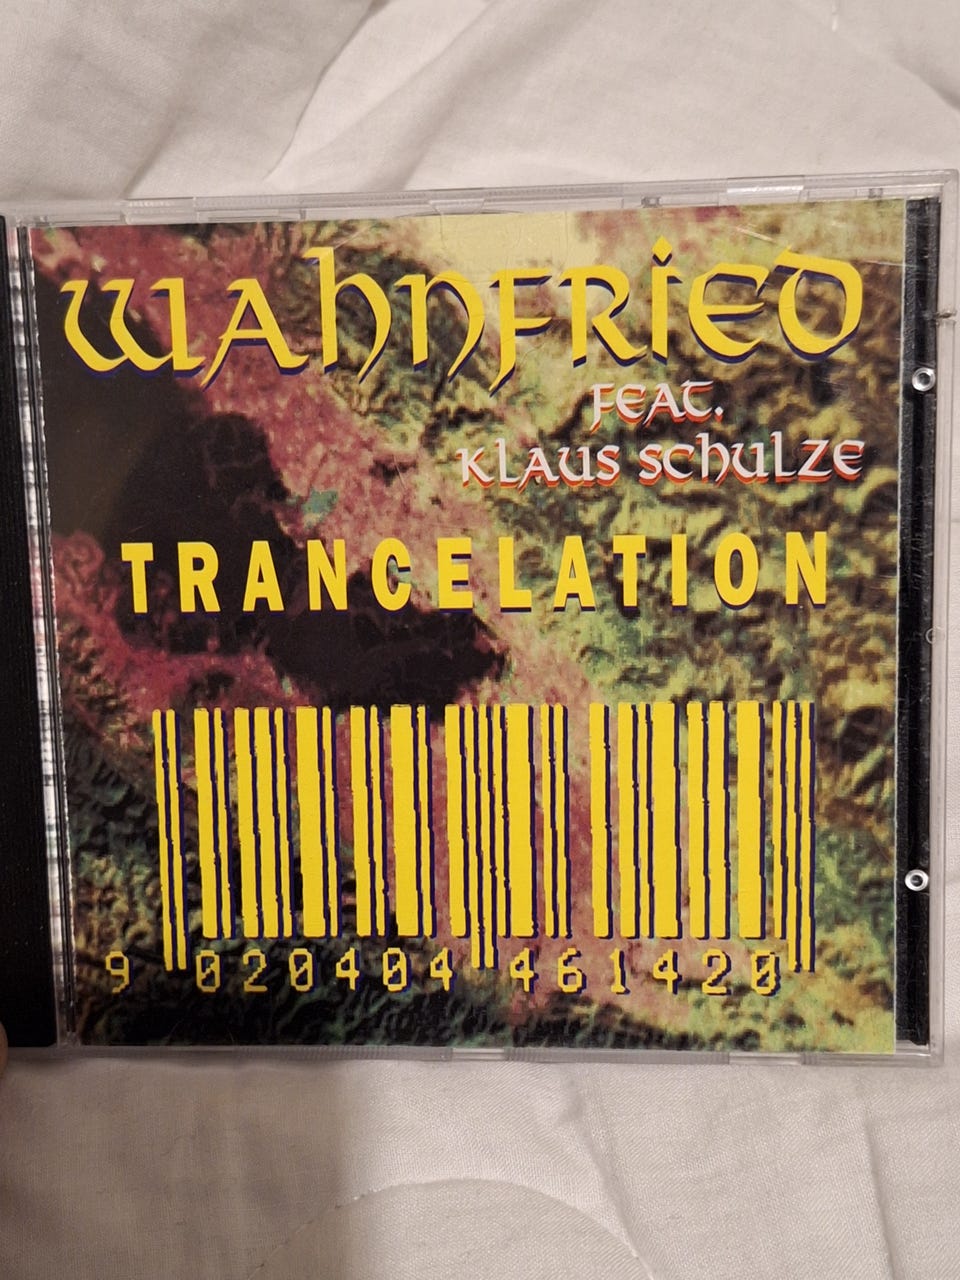 WAHNFRIED
FEAT.
KLAUS SCHULZE
TRANCELATION
9 020404 461420